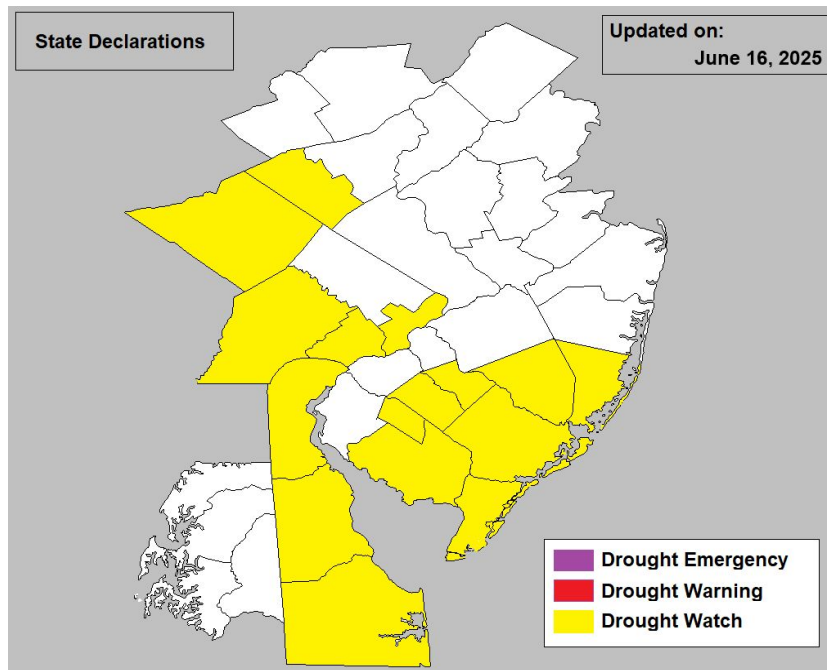 State Declarations
Updated on:
June 16, 2025
Drought Emergency
Drought Warning
Drought Watch